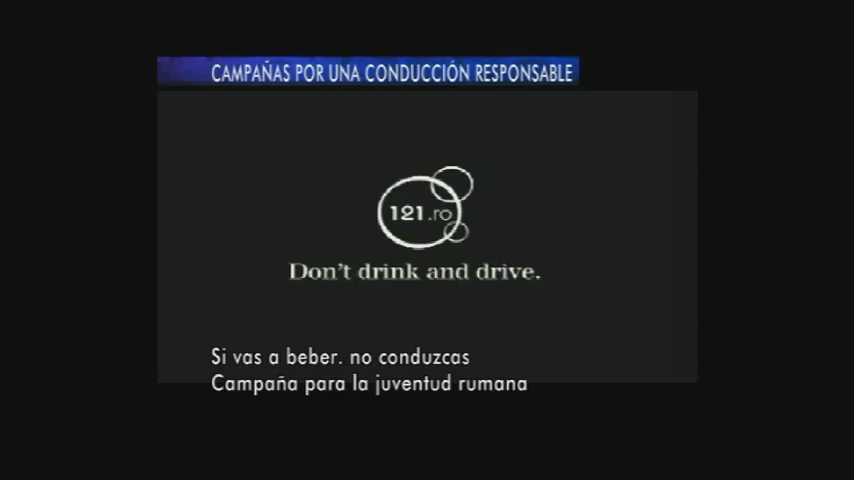 CAMPAÑAS POR UNA CONDUCCIÓN RESPONSABLE
121.ro
Don't drink and drive.
Si vas a beber. no conduzcas
Campaña para la juventud rumana